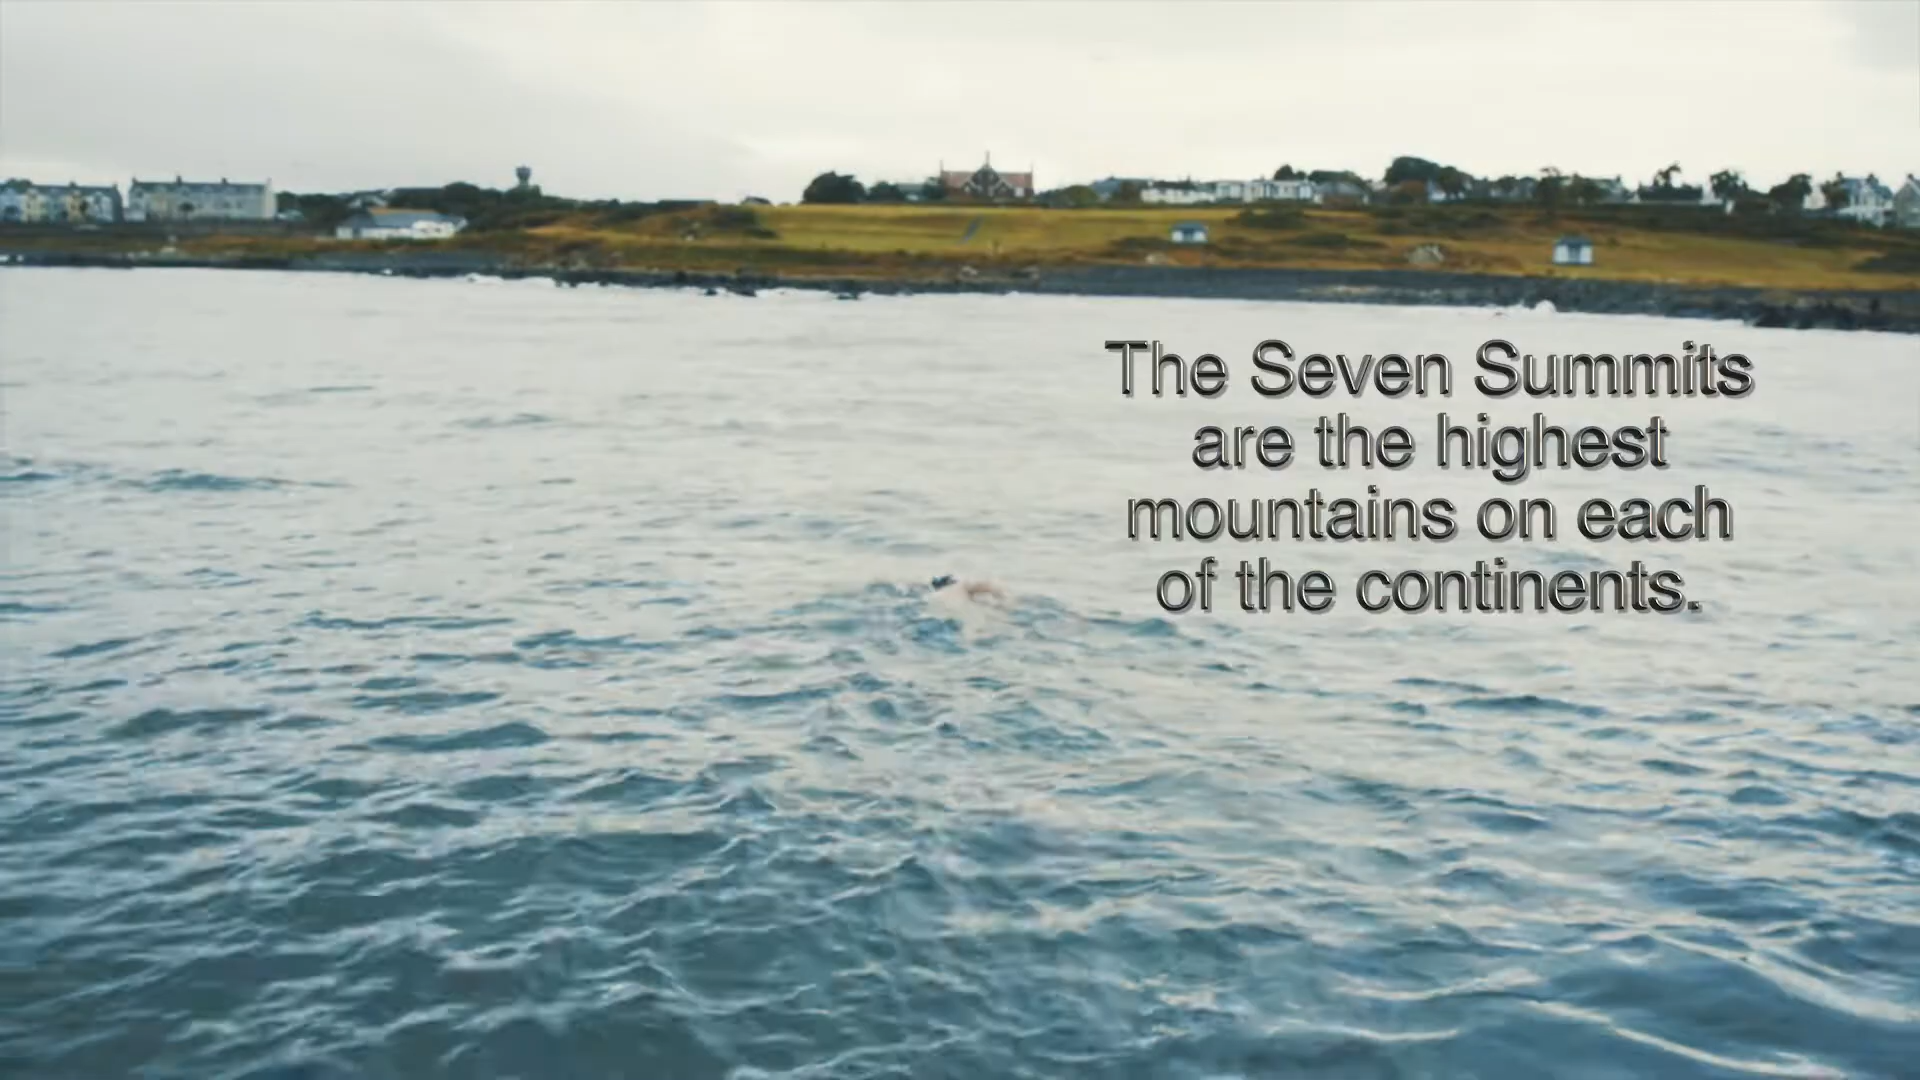 The Seven Summits
are the highest
mountains on each
of the continents.